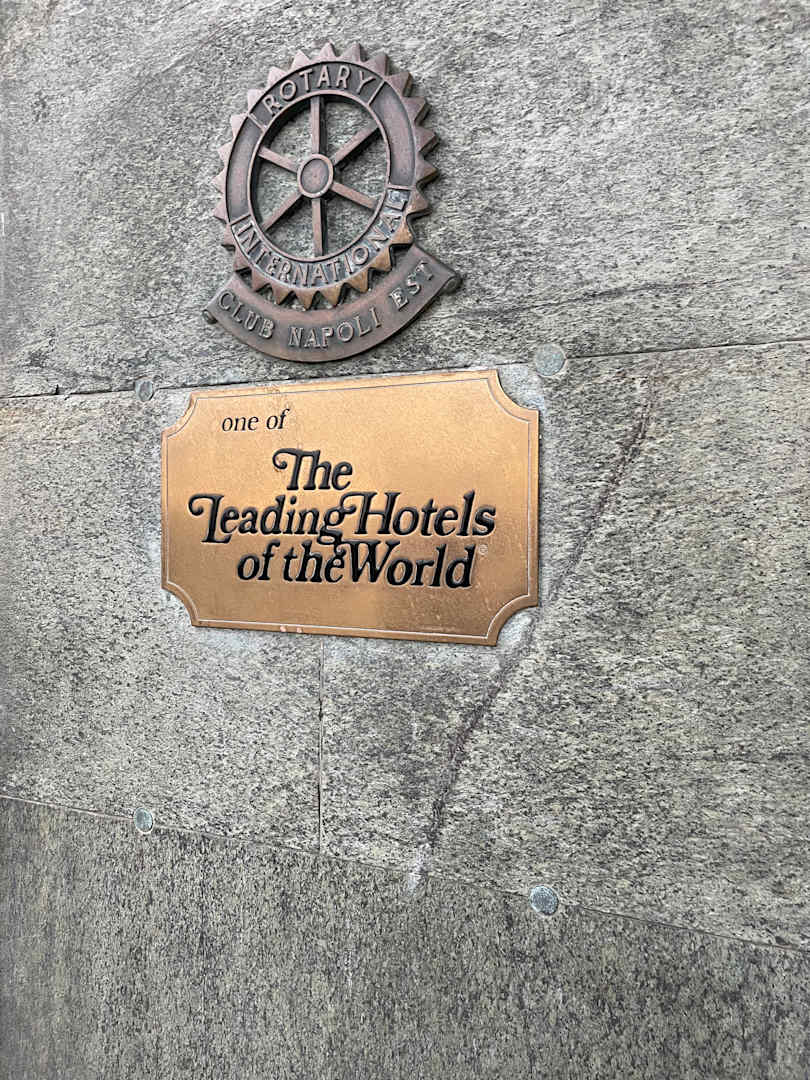 ROTARY
INTERNATIONAL
CLUB NAPOLI EST
one of
The
Leading Hotels
of the World